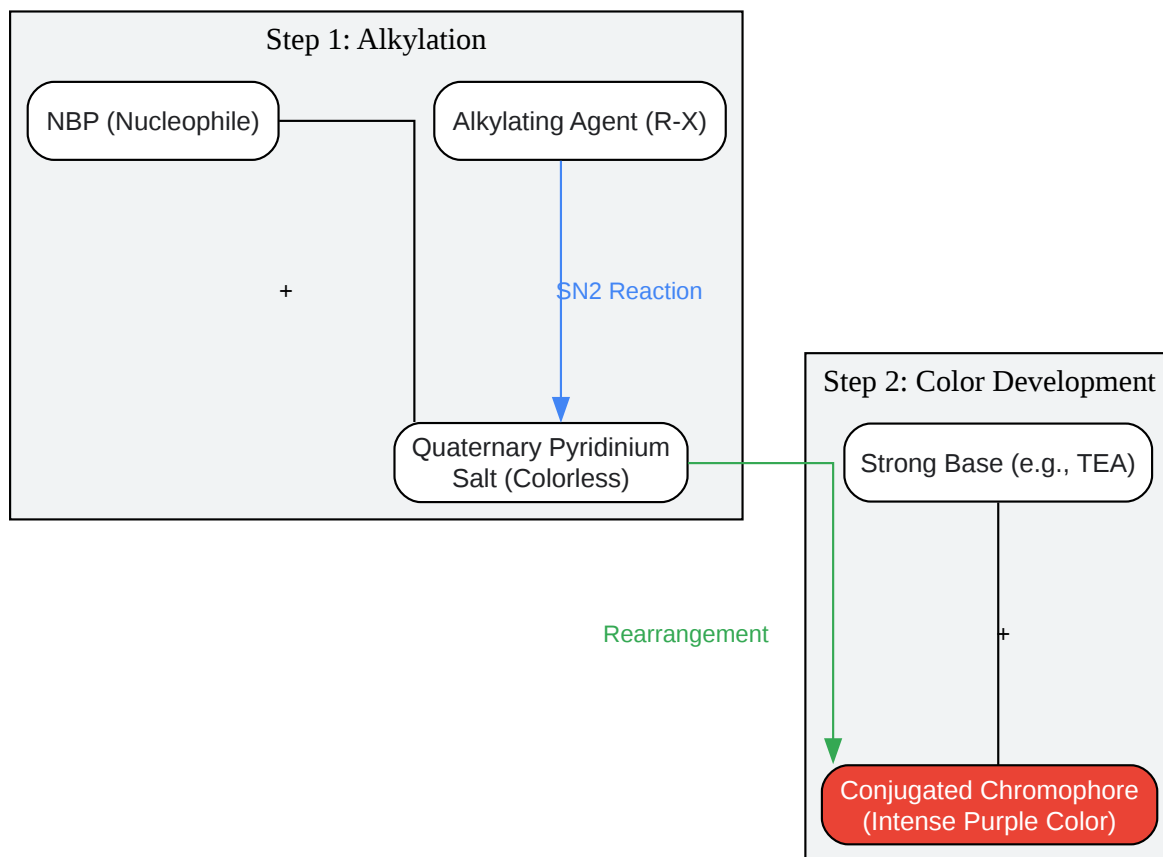 Step 1: Alkylation
NBP (Nucleophile)
Alkylating Agent (R-X)
+
SN2 Reaction
Quaternary Pyridinium
Salt (Colorless)
Step 2: Color Development
Strong Base (e.g., TEA)
Rearrangement
+
Conjugated Chromophore
(Intense Purple Color)